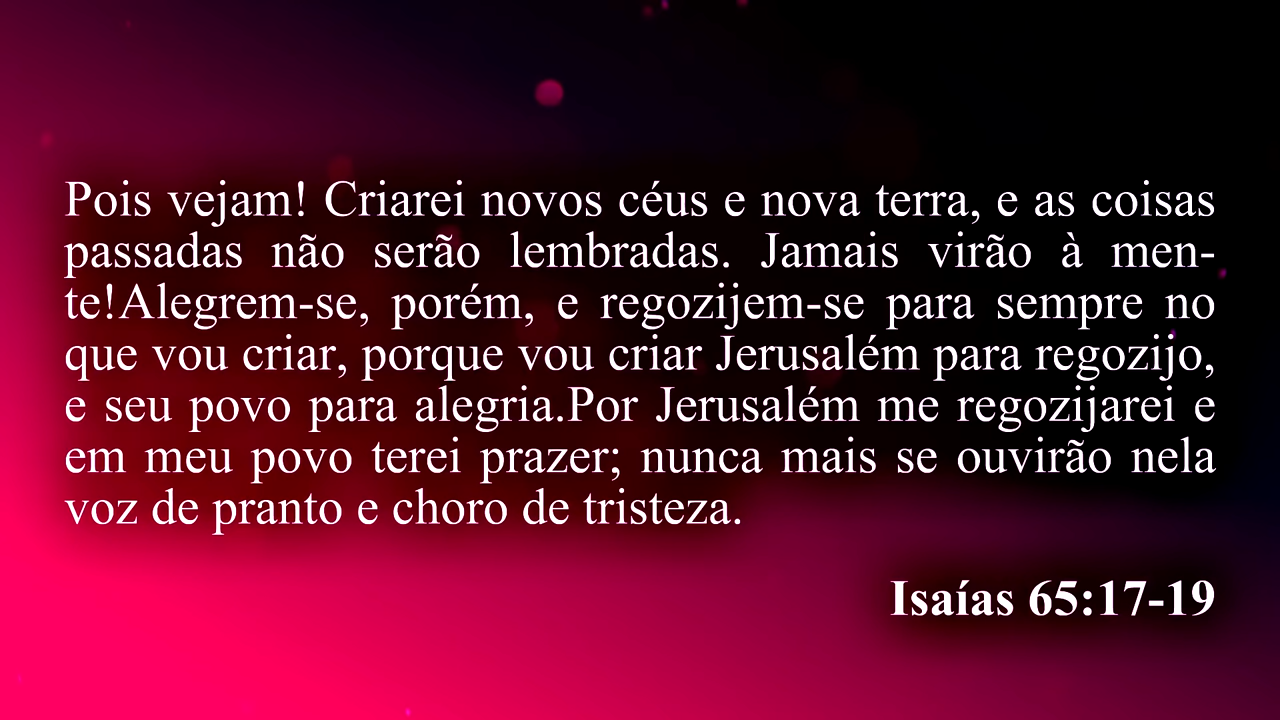 Pois vejam! Criarei novos céus e nova terra, e as coisas
passadas não serão lembradas. Jamais virão à men-
te!Alegrem-se, porém, e regozijem-se para sempre no
que vou criar, porque vou criar Jerusalém para regozijo,
e seu povo para alegria.Por Jerusalém me regozijarei e
em meu povo terei prazer; nunca mais se ouvirão nela
voz de pranto e choro de tristeza.
Isaías 65:17-19